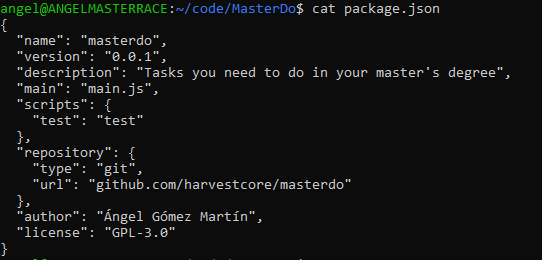 angel@ANGELMASTERRACE:~/code/MasterDo$ cat package.json
{
  "name": "masterdo",
  "version": "0.0.1",
  "description": "Tasks you need to do in your master's degree",
  "main": "main.js",
  "scripts": {
    "test": "test"
  },
  "repository": {
    "type": "git",
    "url": "github.com/harvestcore/masterdo"
  },
  "author": "Ángel Gómez Martín",
  "license": "GPL-3.0"
}